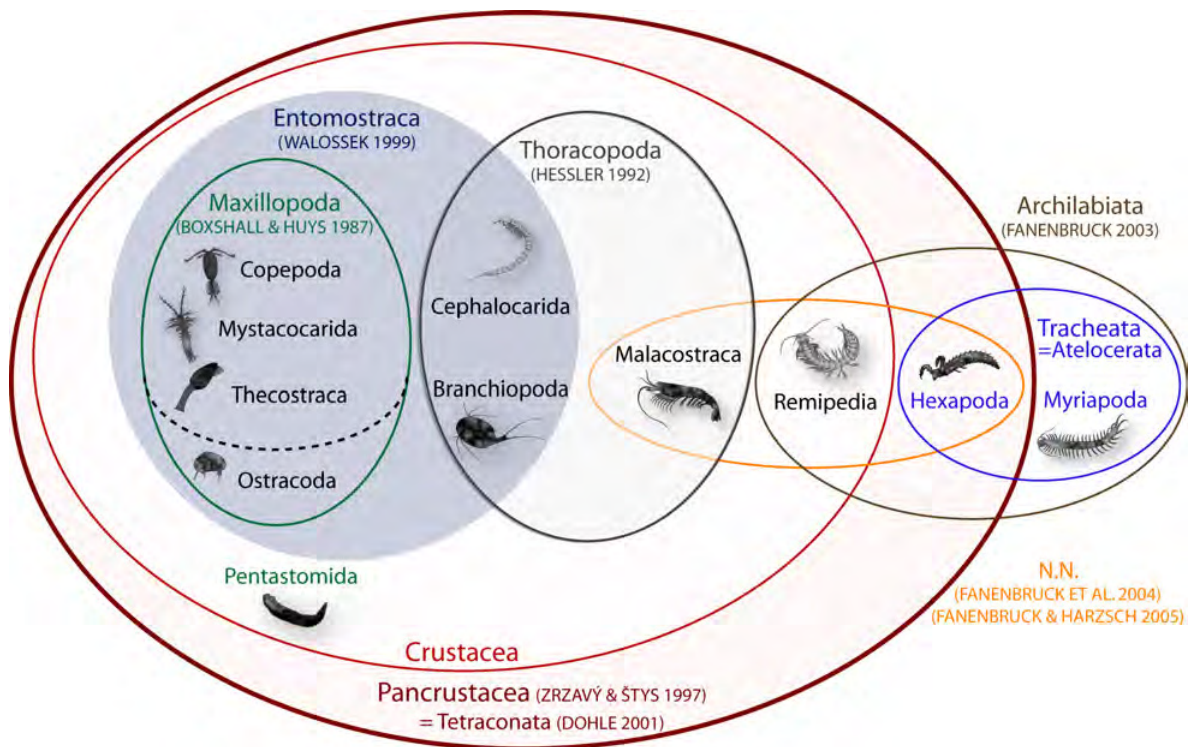 Entomostraca
(WALOSSEK 1999)
Thoracopoda
(HESSLER 1992)
Maxillopoda
(BOXSHALL & HUYS 1987)
Archilabiata
(FANENBRUCK 2003)
Copepoda
Cephalocarida
Mystacocarida
Tracheata
=Atelocerata
Malacostraca
Thecostraca
Branchiopoda
Remipedia
Hexapoda
Myriapoda
Ostracoda
Pentastomida
N.N.
(FANENBRUCK ET AL. 2004)
(FANENBRUCK & HARZSCH 2005)
Crustacea
Pancrustacea (ZRZAVÝ & ŠTYS 1997)
= Tetraconata (DOHLE 2001)